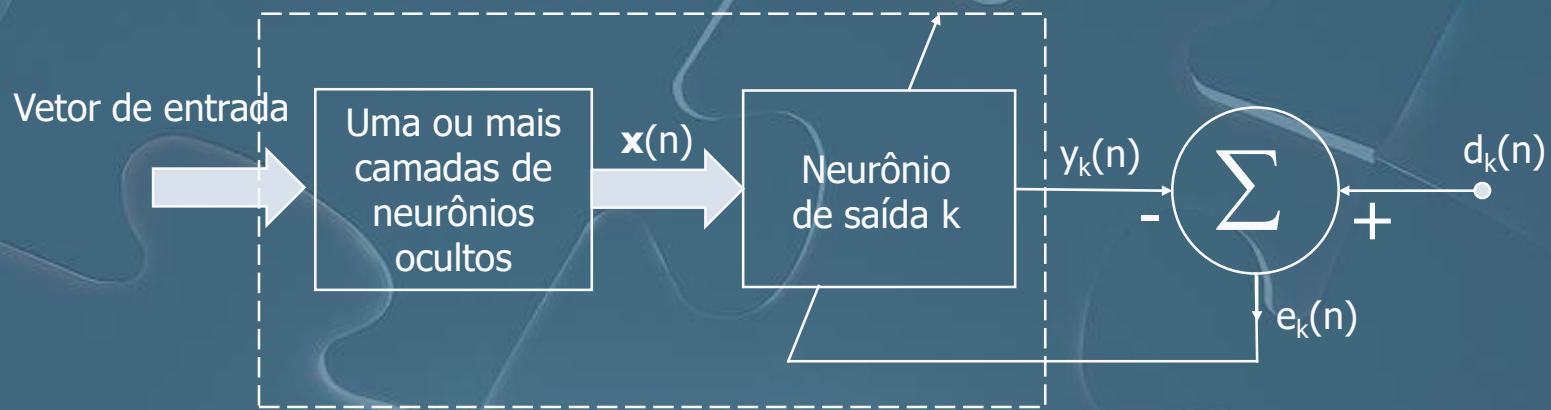 Vetor de entrada
Uma ou mais
camadas de
neurônios
ocultos
x(n)
Neurônio
de saída k
yₖ(n)
-
Σ
+
dₖ(n)
eₖ(n)